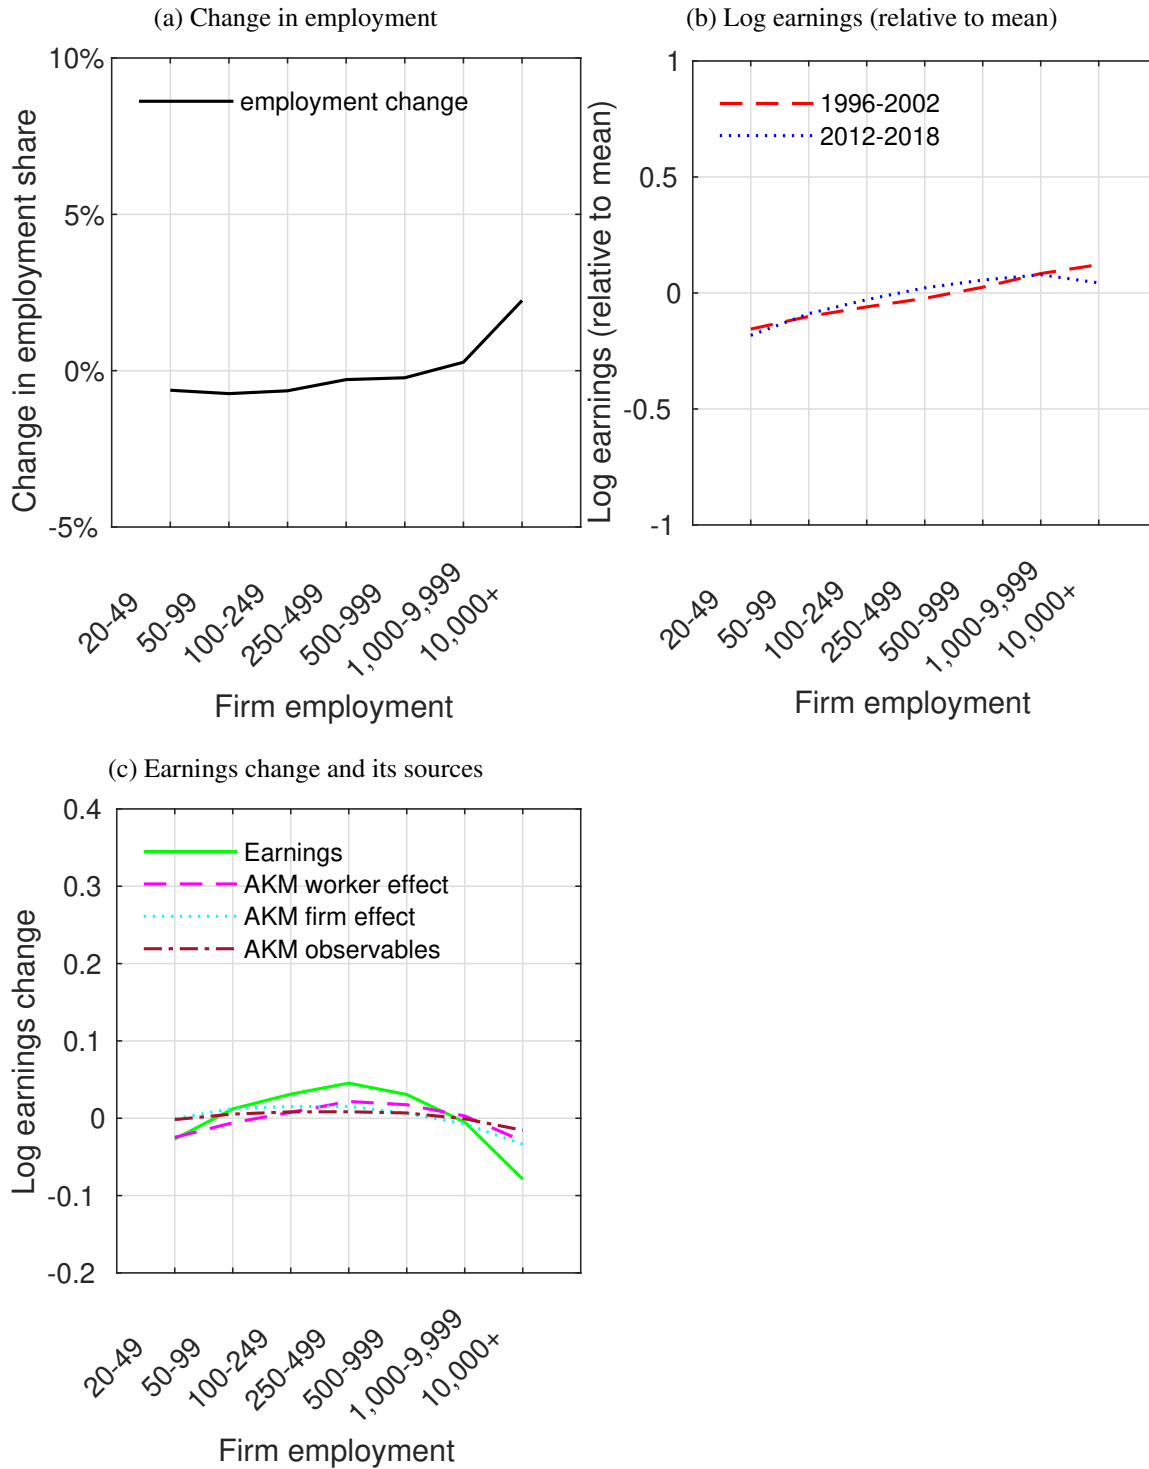 (a) Change in employment
10%
5%
0%
-5%
Change in employment share
employment change
20-49
50-99
100-249
250-499
500-999
1,000-9,999
10,000+
Firm employment
(b) Log earnings (relative to mean)
1
0.5
0
-0.5
-1
Log earnings (relative to mean)
1996-2002
2012-2018
20-49
50-99
100-249
250-499
500-999
1,000-9,999
10,000+
Firm employment
(c) Earnings change and its sources
0.4
0.3
0.2
0.1
0
-0.1
-0.2
Log earnings change
Earnings
AKM worker effect
AKM firm effect
AKM observables
20-49
50-99
100-249
250-499
500-999
1,000-9,999
10,000+
Firm employment